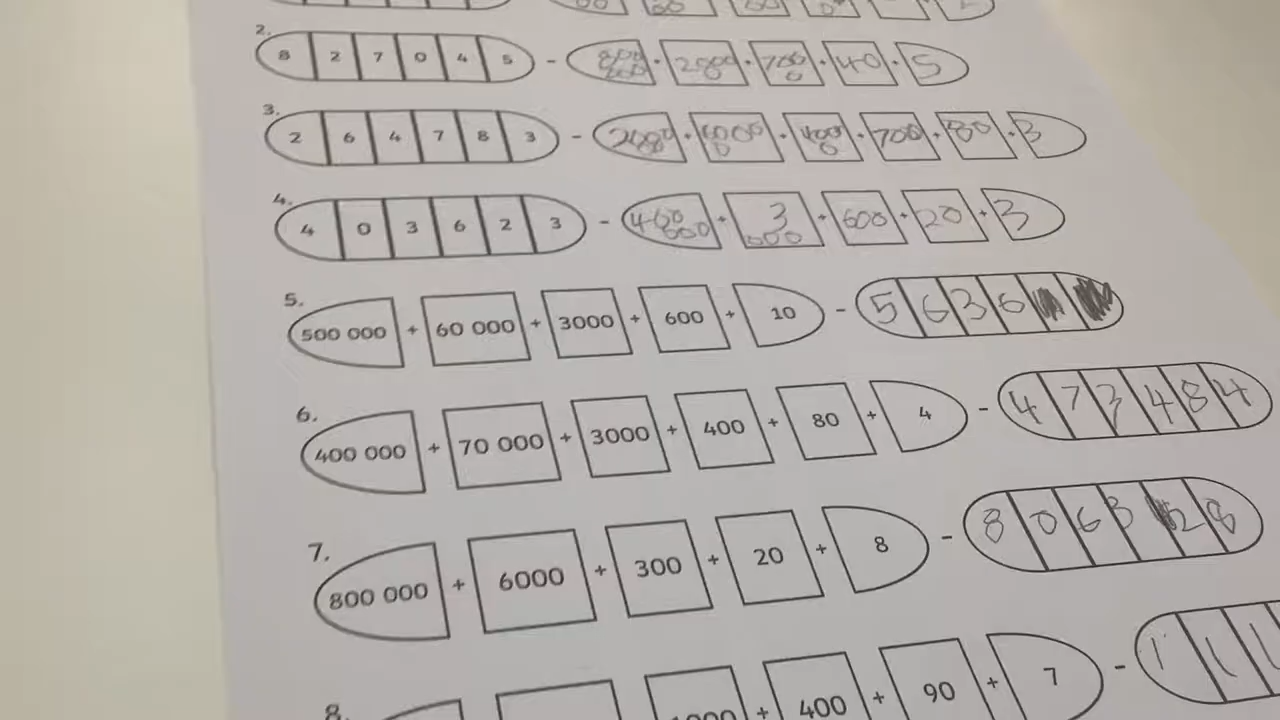 2. 8 2 7 0 4 5 - 800 000 · 2000 0 · 700 0 · 40 · 5
3. 2 6 4 7 8 3 - · 6000 0 · 400 0 · 700 · 80 · 3
4. 4 0 3 6 2 3 - 400 000 + 3 000 + 600 + 20 + 3
5. 500 000 + 60 000 + 3000 + 600 + 10 - 5 6 3 6
6. 400 000 + 70 000 + 3000 + 400 + 80 + 4 - 4 7 3 4 8 4
7. 800 000 + 6000 + 300 + 20 + 8 - 8 0 6 3 2 8
8. + 400 + 90 + 7 - 1 1 1